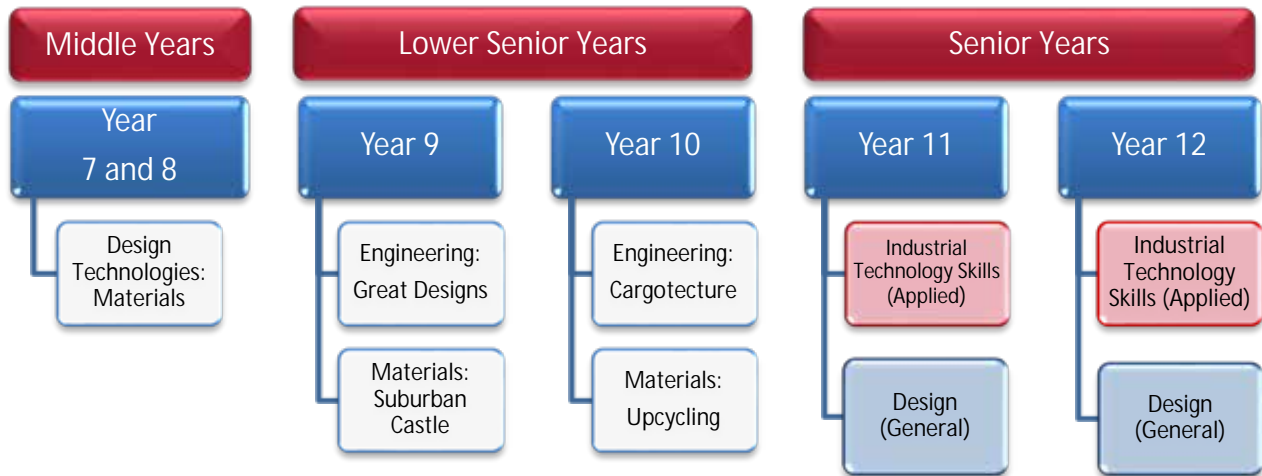 Middle Years
Lower Senior Years
Senior Years
Year
7 and 8
Year 9
Year 10
Year 11
Year 12
Design
Technologies:
Materials
Engineering:
Great Designs
Engineering:
Cargotecture
Industrial
Technology Skills
(Applied)
Industrial
Technology
Skills (Applied)
Materials:
Suburban
Castle
Materials:
Upcycling
Design
(General)
Design
(General)